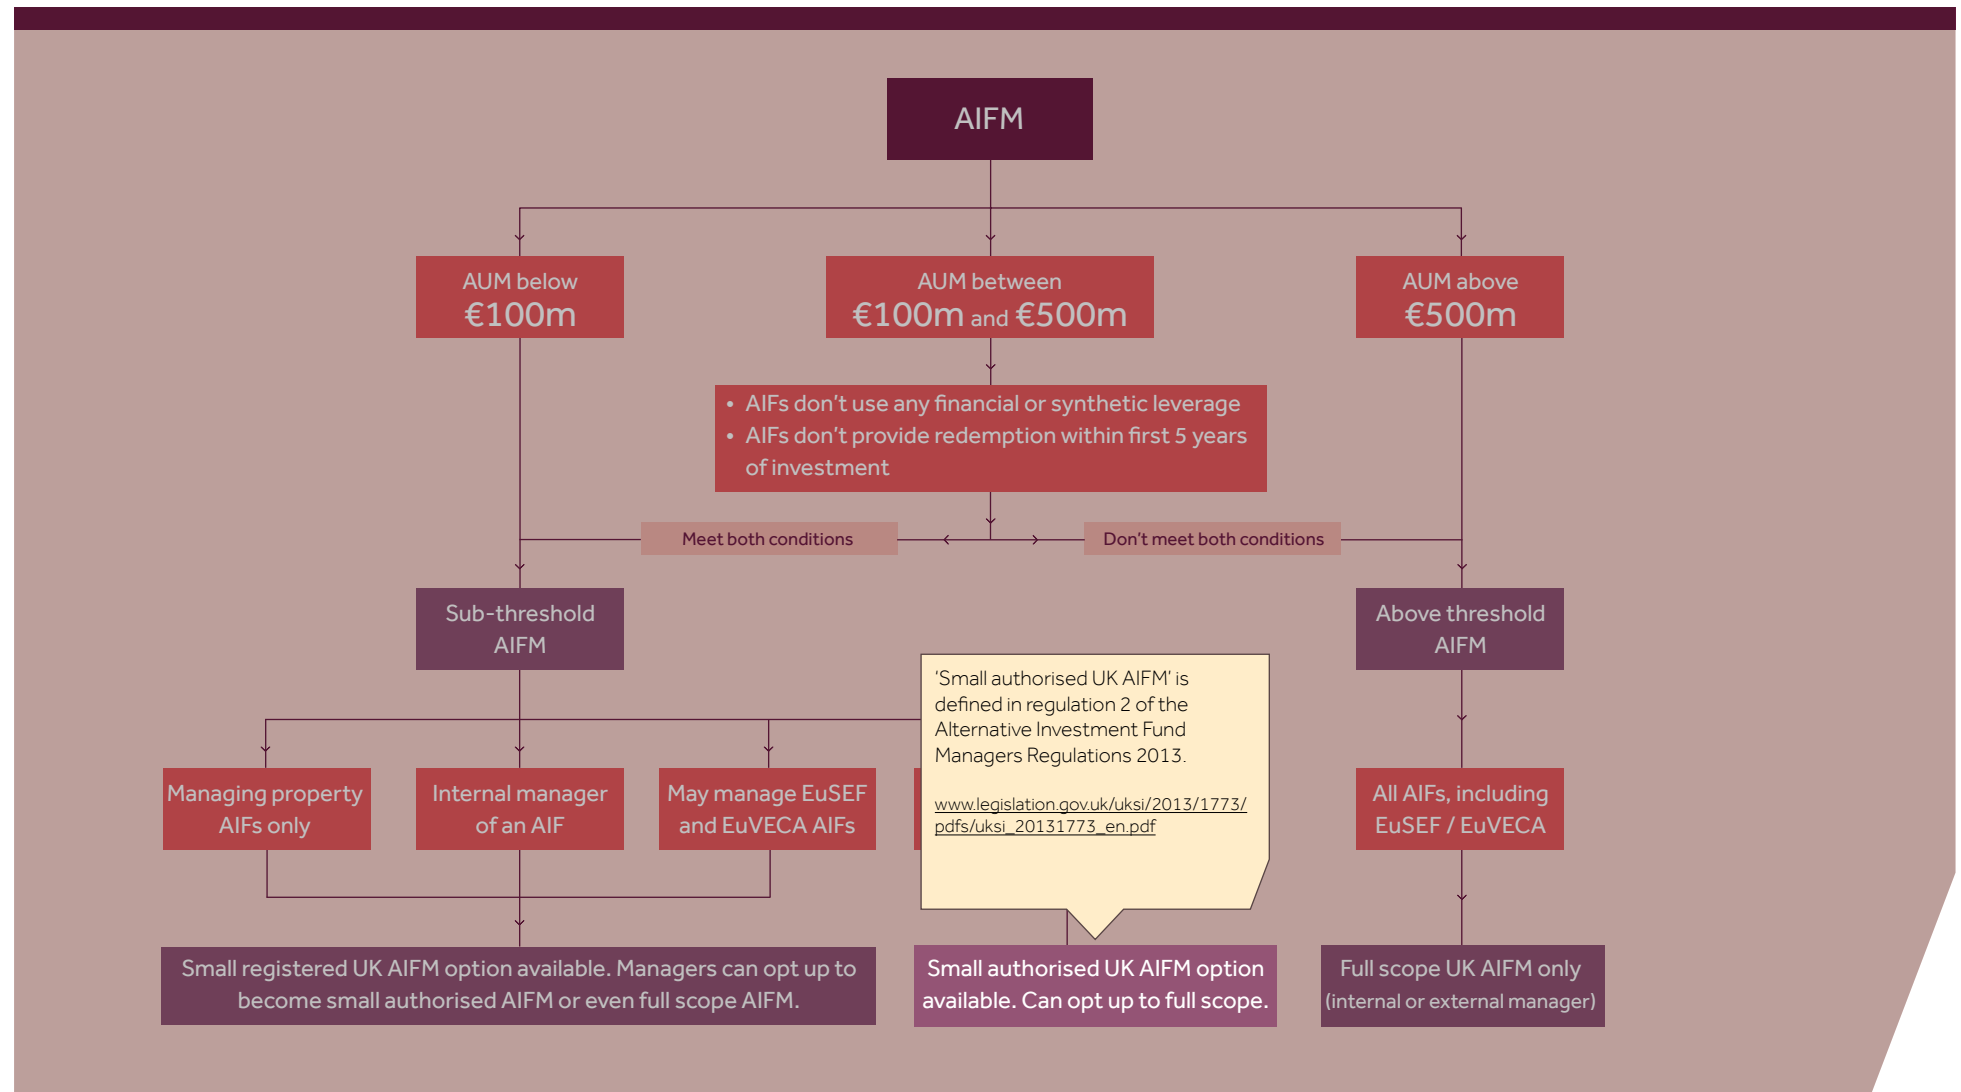 AIFM
AUM below
€100m
AUM between
€100m and €500m
AUM above
€500m
• AIFs don't use any financial or synthetic leverage
• AIFs don't provide redemption within first 5 years
of investment
Meet both conditions
Don't meet both conditions
Sub-threshold
AIFM
Above threshold
AIFM
'Small authorised UK AIFM' is
defined in regulation 2 of the
Alternative Investment Fund
Managers Regulations 2013.
www.legislation.gov.uk/uksi/2013/1773/
pdfs/uksi_20131773_en.pdf
Managing property
AIFs only
Internal manager
of an AIF
May manage EuSEF
and EuVECA AIFs
All AIFs, including
EuSEF / EuVECA
Small registered UK AIFM option available. Managers can opt up to
become small authorised AIFM or even full scope AIFM.
Small authorised UK AIFM option
available. Can opt up to full scope.
Full scope UK AIFM only
(internal or external manager)